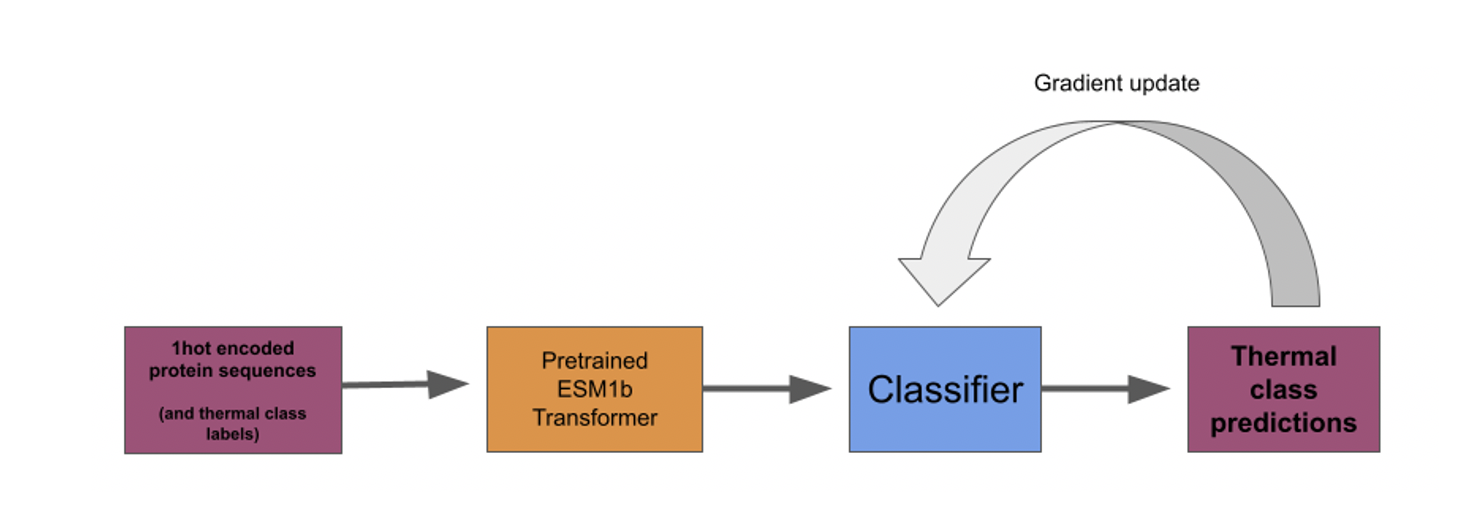 Gradient update
1hot encoded
protein sequences
(and thermal class
labels)
Pretrained
ESM1b
Transformer
Classifier
Thermal
class
predictions